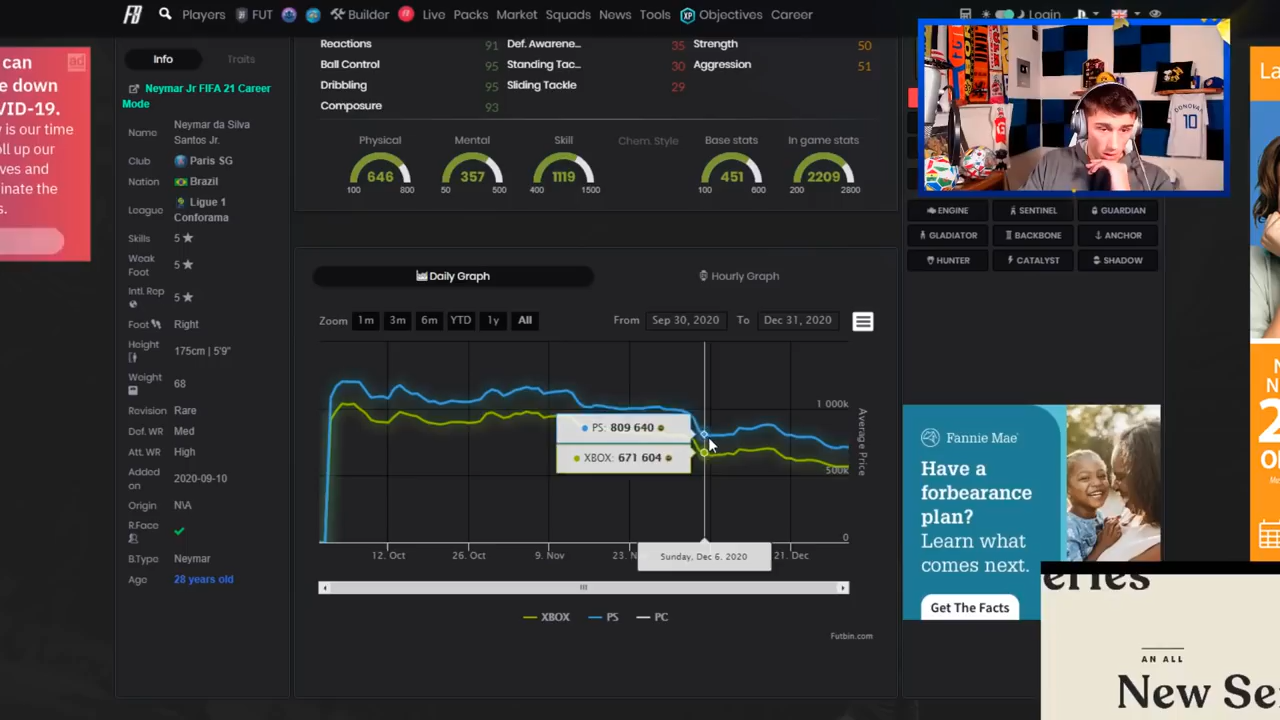 Players FUT Builder Live Packs Market Squads News Tools XP Objectives Career Login
can
e down
VID-19.
is our time
ll up our
ves and
inate the
s.
ad
Info Traits
Neymar Jr FIFA 21 Career
Mode
Name Neymar da Silva
Santos Jr.
Club Paris SG
Nation Brazil
League Ligue 1
Conforama
Skills 5 ★
Weak
Foot 5 ★
Intl. Rep 5 ★
Foot Right
Height 175cm | 5'9"
Weight 68
Revision Rare
Def. WR Med
Att. WR High
Added
on 2020-09-10
Origin N\A
R.Face
B.Type Neymar
Age 28 years old
Reactions 91 Def. Awarene... 35 Strength 50
Ball Control 95 Standing Tac... 30 Aggression 51
Dribbling 95 Sliding Tackle 29
Composure 93
Physical Mental Skill Chem. Style Base stats In game stats
646 357 1119 451 2209
100 800 50 500 400 1500 100 600 200 2800
Daily Graph Hourly Graph
Zoom 1m 3m 6m YTD 1y All From Sep 30, 2020 To Dec 31, 2020
1 000k
500k
0
Average Price
PS: 809 640
XBOX: 671 604
Sunday, Dec 6. 2020
12. Oct 26. Oct 9. Nov 23. N 21. Dec
XBOX PS PC
Futbin.com
DONOVAN
10
ENGINE SENTINEL GUARDIAN
GLADIATOR BACKBONE ANCHOR
HUNTER CATALYST SHADOW
Fannie Mae
Have a
forbearance
plan?
Learn what
comes next.
Get The Facts
La
N
N
2
O
eries
AN ALL
New Se